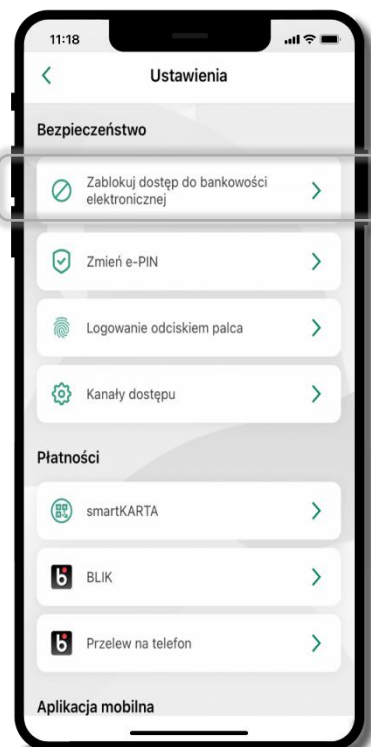 11:18
Ustawienia
Bezpieczeństwo
Zablokuj dostęp do bankowości
elektronicznej
Zmień e-PIN
Logowanie odciskiem palca
Kanały dostępu
Płatności
smartKARTA
BLIK
Przelew na telefon
Aplikacja mobilna